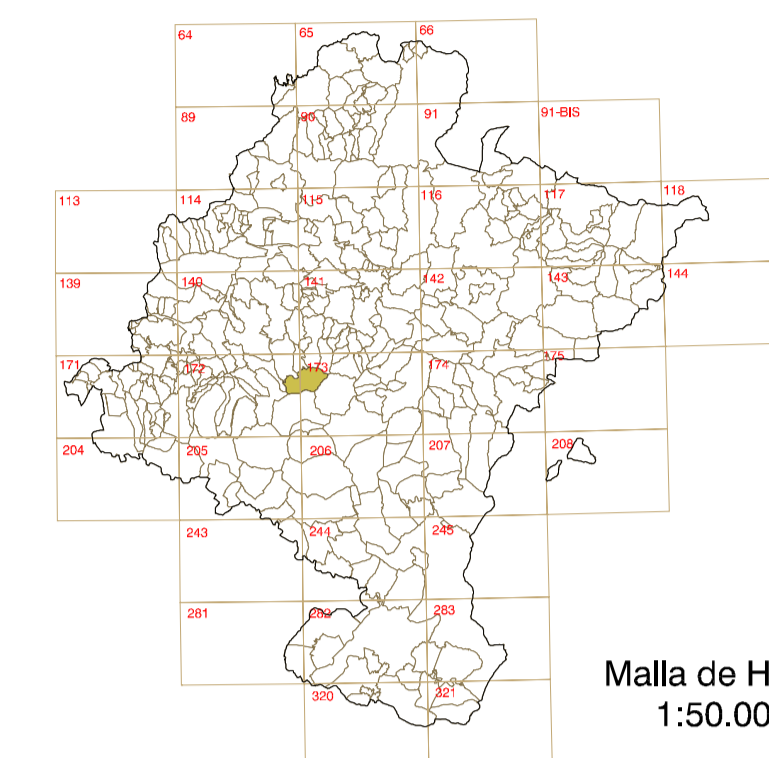 64 65 66
89 90 91 91-BIS
113 114 115 116 117 118
139 140 141 142 143 144
171 172 173 174 175
204 205 206 207 208
243 244 245
281 282 283
320 321
Malla de H
1:50.00